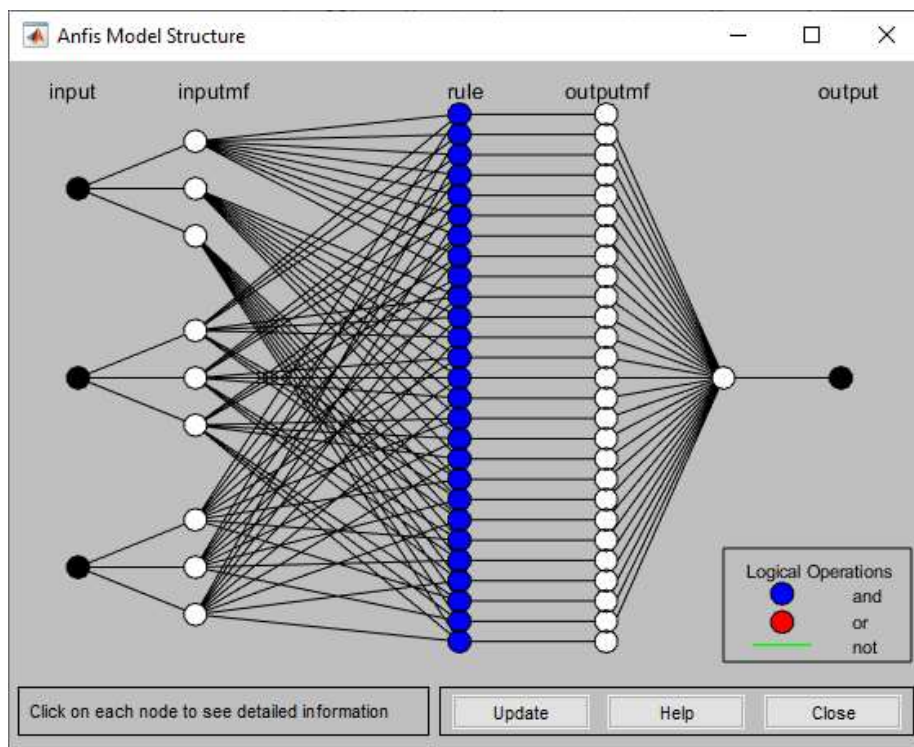 Anfis Model Structure
input inputmf rule outputmf output
Logical Operations
and
or
not
Click on each node to see detailed information
Update Help Close